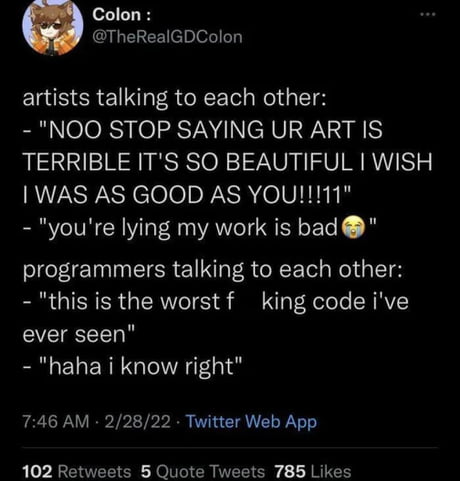 Colon :
@TheRealGDColon
artists talking to each other:
- "NOO STOP SAYING UR ART IS
TERRIBLE IT'S SO BEAUTIFUL I WISH
I WAS AS GOOD AS YOU!!!11"
- "you're lying my work is bad😭"
programmers talking to each other:
- "this is the worst f king code i've
ever seen"
- "haha i know right"
7:46 AM · 2/28/22 · Twitter Web App
102 Retweets 5 Quote Tweets 785 Likes